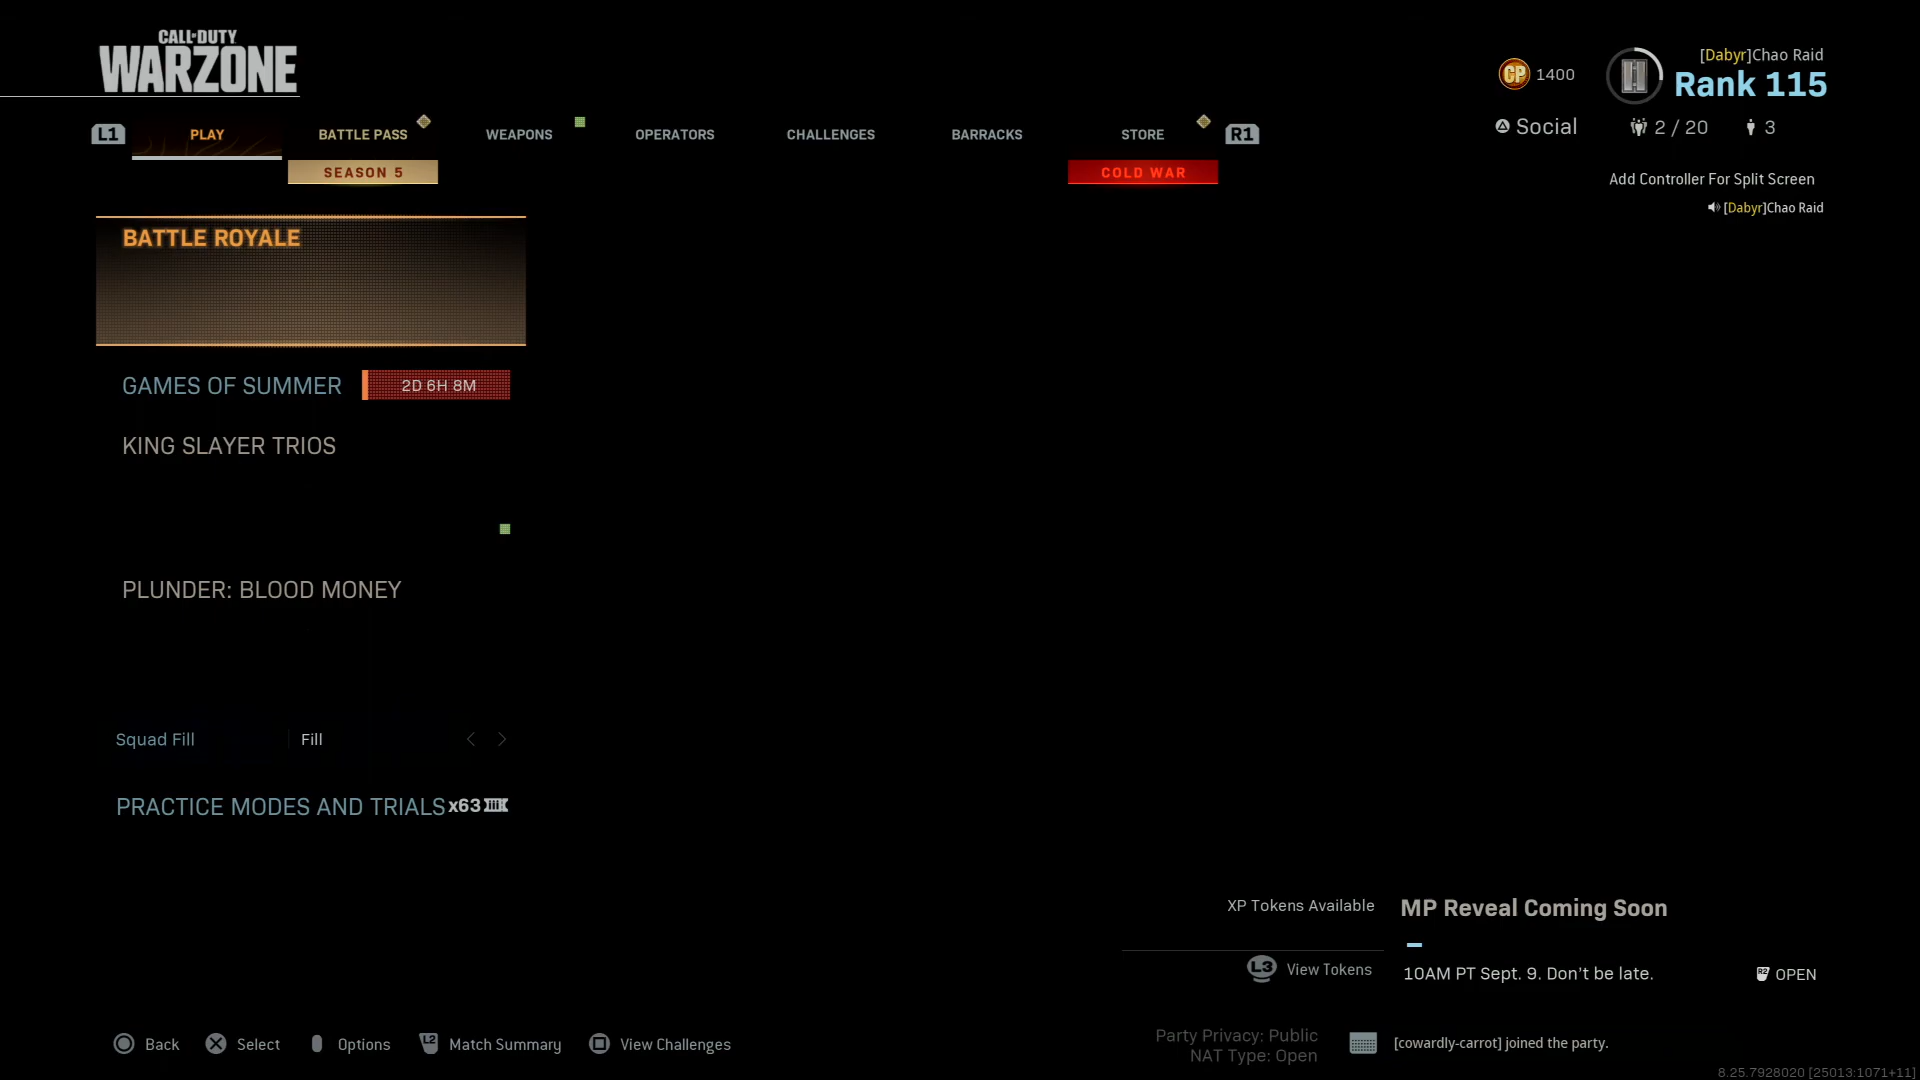 CALL OF DUTY
WARZONE
CP 1400
[Dabyr]Chao Raid
Rank 115
L1 PLAY BATTLE PASS WEAPONS OPERATORS CHALLENGES BARRACKS STORE R1
Social 2 / 20 3
SEASON 5
COLD WAR
Add Controller For Split Screen
[Dabyr]Chao Raid
BATTLE ROYALE
GAMES OF SUMMER 2D 6H 8M
KING SLAYER TRIOS
PLUNDER: BLOOD MONEY
Squad Fill Fill
PRACTICE MODES AND TRIALS x63
XP Tokens Available
MP Reveal Coming Soon
L3 View Tokens
10AM PT Sept. 9. Don't be late.
R2 OPEN
Back Select Options L2 Match Summary View Challenges
Party Privacy: Public
NAT Type: Open
[cowardly-carrot] joined the party.
8.25.7928020 [25013:1071+11]